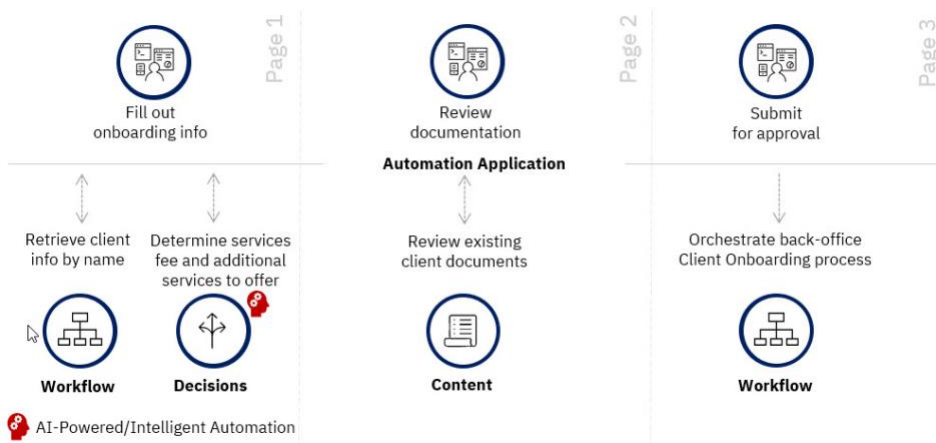 Page 1
Page 2
Page 3
Fill out
onboarding info
Review
documentation
Submit
for approval
Automation Application
Retrieve client
info by name
Determine services
fee and additional
services to offer
Review existing
client documents
Orchestrate back-office
Client Onboarding process
Workflow
Decisions
Content
Workflow
AI-Powered/Intelligent Automation